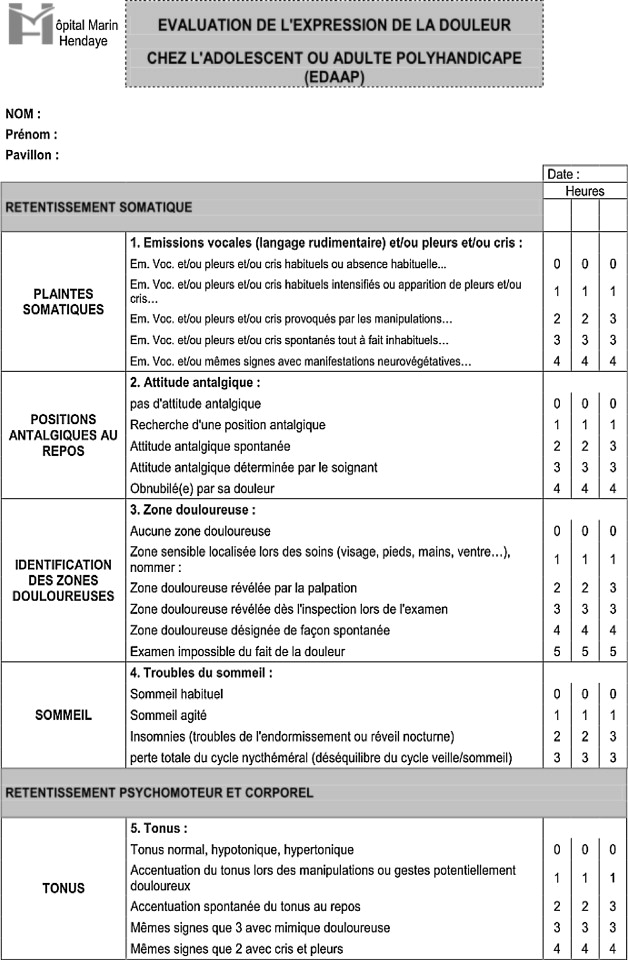 ôpital Marin
Hendaye
EVALUATION DE L'EXPRESSION DE LA DOULEUR
CHEZ L'ADOLESCENT OU ADULTE POLYHANDICAPE
(EDAAP)
NOM :
Prénom :
Pavillon :
Date :
Heures
RETENTISSEMENT SOMATIQUE
PLAINTES
SOMATIQUES
1. Emissions vocales (langage rudimentaire) et/ou pleurs et/ou cris :
Em. Voc. et/ou pleurs et/ou cris habituels ou absence habituelle... 0 0 0
Em. Voc. et/ou pleurs et/ou cris habituels intensifiés ou apparition de pleurs et/ou
cris… 1 1 1
Em. Voc. et/ou pleurs et/ou cris provoqués par les manipulations… 2 2 3
Em. Voc. et/ou pleurs et/ou cris spontanés tout à fait inhabituels… 3 3 3
Em. Voc. et/ou mêmes signes avec manifestations neurovégétatives… 4 4 4
POSITIONS
ANTALGIQUES AU
REPOS
2. Attitude antalgique :
pas d'attitude antalgique 0 0 0
Recherche d'une position antalgique 1 1 1
Attitude antalgique spontanée 2 2 3
Attitude antalgique déterminée par le soignant 3 3 3
Obnubilé(e) par sa douleur 4 4 4
IDENTIFICATION
DES ZONES
DOULOUREUSES
3. Zone douloureuse :
Aucune zone douloureuse 0 0 0
Zone sensible localisée lors des soins (visage, pieds, mains, ventre…),
nommer : 1 1 1
Zone douloureuse révélée par la palpation 2 2 3
Zone douloureuse révélée dès l'inspection lors de l'examen 3 3 3
Zone douloureuse désignée de façon spontanée 4 4 4
Examen impossible du fait de la douleur 5 5 5
SOMMEIL
4. Troubles du sommeil :
Sommeil habituel 0 0 0
Sommeil agité 1 1 1
Insomnies (troubles de l'endormissement ou réveil nocturne) 2 2 3
perte totale du cycle nycthéméral (déséquilibre du cycle veille/sommeil) 3 3 3
RETENTISSEMENT PSYCHOMOTEUR ET CORPOREL
TONUS
5. Tonus :
Tonus normal, hypotonique, hypertonique 0 0 0
Accentuation du tonus lors des manipulations ou gestes potentiellement
douloureux 1 1 1
Accentuation spontanée du tonus au repos 2 2 3
Mêmes signes que 3 avec mimique douloureuse 3 3 3
Mêmes signes que 2 avec cris et pleurs 4 4 4